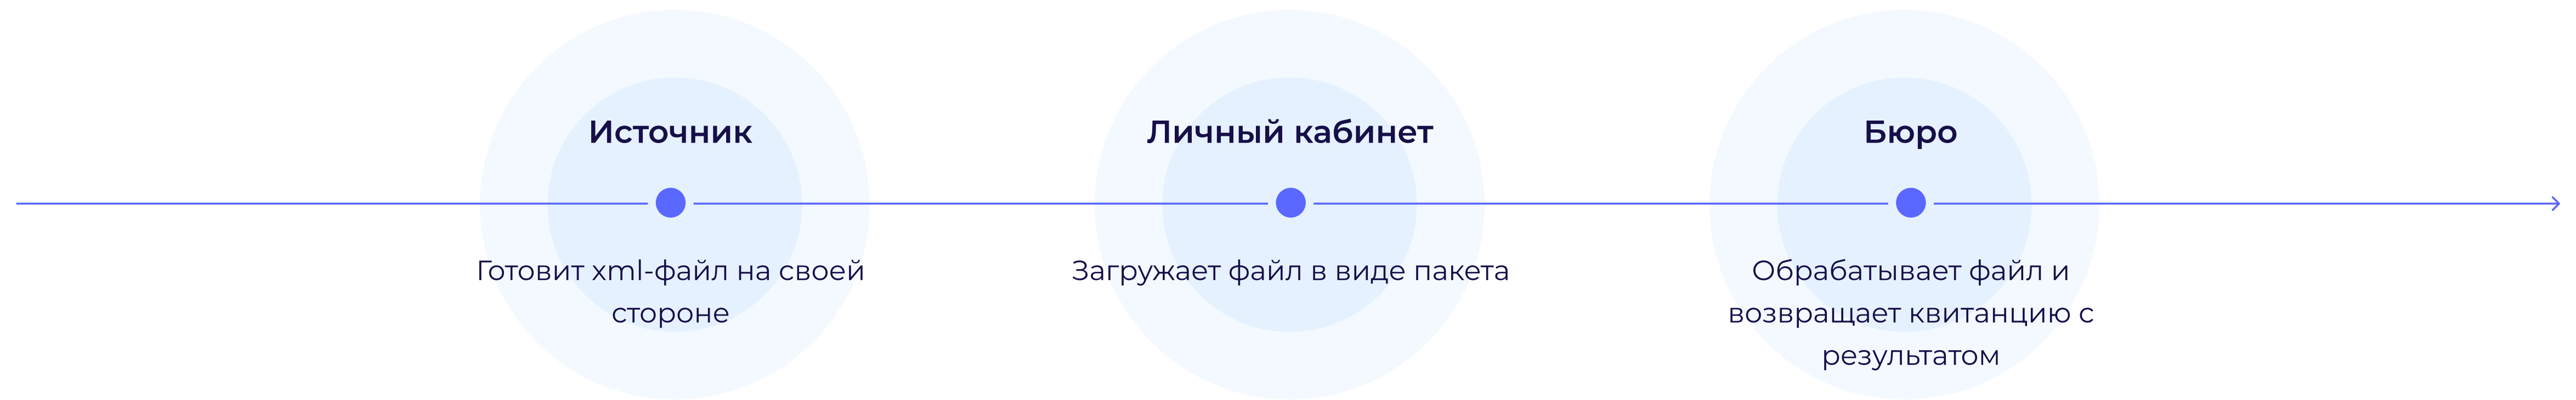 Источник
Готовит xml-файл на своей
стороне
Личный кабинет
Загружает файл в виде пакета
Бюро
Обрабатывает файл и
возвращает квитанцию с
результатом